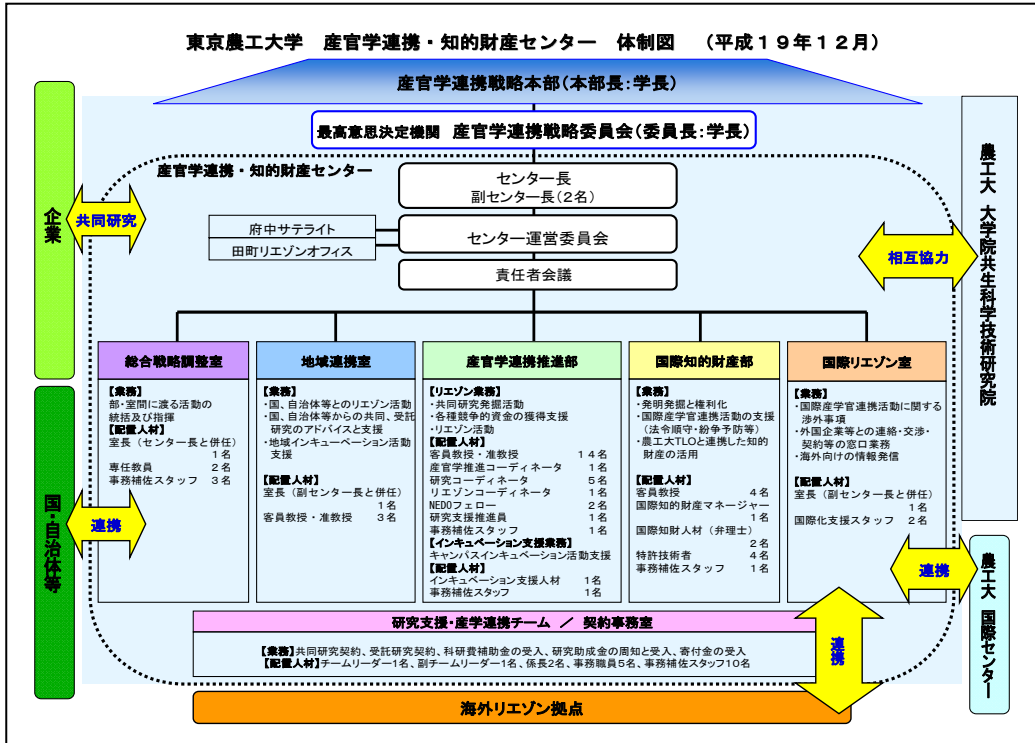 東京農工大学　産官学連携・知的財産センター　体制図　（平成１９年１２月）
産官学連携戦略本部（本部長：学長）
最高意思決定機関　産官学連携戦略委員会（委員長：学長）
産官学連携・知的財産センター
センター長
副センター長（２名）
府中サテライト
田町リエゾンオフィス
センター運営委員会
責任者会議
企業
共同研究
国・自治体等
連携
相互協力
農工大　大学院共生科学技術研究院
総合戦略調整室
【業務】
部・室間に渡る活動の
統括及び指揮
【配置人材】
室長（センター長と併任）
１名
専任教員　２名
事務補佐スタッフ　３名
地域連携室
【業務】
・国、自治体等とのリエゾン活動
・国、自治体等からの共同、受託
研究のアドバイスと支援
・地域インキュベーション活動
支援
【配置人材】
室長（副センター長と併任）
１名
客員教授・准教授　３名
産官学連携推進部
【リエゾン業務】
・共同研究発掘活動
・各種競争的資金の獲得支援
・リエゾン活動
【配置人材】
客員教授・准教授　１４名
産官学推進コーディネータ　１名
研究コーディネータ　５名
リエゾンコーディネータ　１名
NEDOフェロー　２名
研究支援推進員　１名
事務補佐スタッフ　１名
【インキュベーション支援業務】
キャンパスインキュベーション活動支援
【配置人材】
インキュベーション支援人材　１名
事務補佐スタッフ　１名
国際知的財産部
【業務】
・発明発掘と権利化
・国際産官学連携活動の支援
（法令順守・紛争予防等）
・農工大TLOと連携した知的
財産の活用
【配置人材】
客員教授　４名
国際知的財産マネージャー
１名
国際知財人材（弁理士）
２名
特許技術者　４名
事務補佐スタッフ　１名
国際リエゾン室
【業務】
・国際産官学連携活動に関する
渉外事項
・外国企業等との連絡・交渉・
契約等の窓口業務
・海外向けの情報発信
【配置人材】
室長（副センター長と併任）
１名
国際化支援スタッフ　２名
連携
農工大　国際センター
研究支援・産学連携チーム　／　契約事務室
【業務】共同研究契約、受託研究契約、科研費補助金の受入、研究助成金の周知と受入、寄付金の受入
【配置人材】チームリーダー１名、副チームリーダー１名、係長２名、事務職員５名、事務補佐スタッフ１０名
連携
海外リエゾン拠点